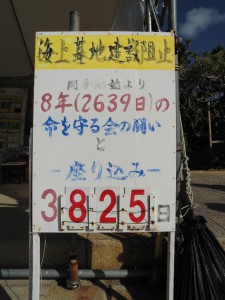 海上基地建設阻止
闘争開始より
8年(2639日)の
命を守る会の闘い
と
-座り込み-
3825日